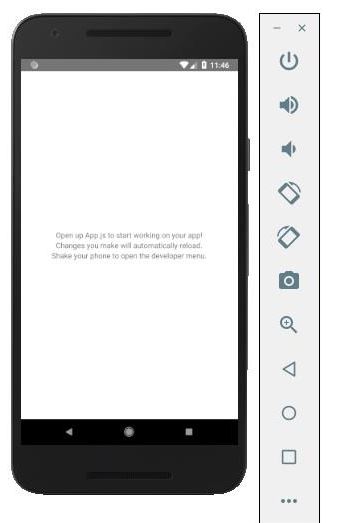 11:46
Open up App.js to start working on your app!
Changes you make will automatically reload.
Shake your phone to open the developer menu.